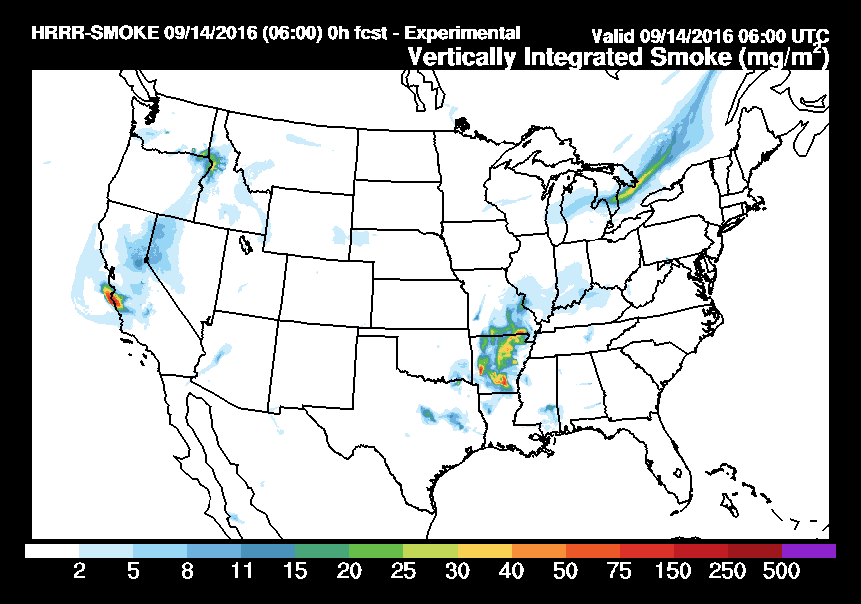 HRRR-SMOKE 09/14/2016 (06:00) 0h fcst - Experimental
Valid 09/14/2016 06:00 UTC
Vertically Integrated Smoke (mg/m²)
2 5 8 11 15 20 25 30 40 50 75 150 250 500